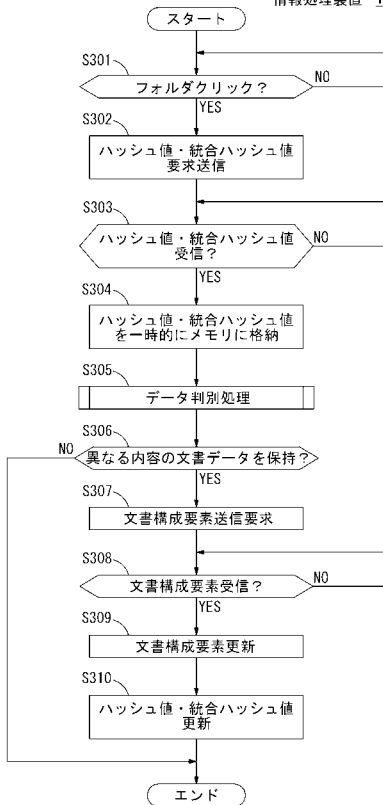 情報処理装置
スタート
S301
フォルダクリック？
NO
YES
S302
ハッシュ値・統合ハッシュ値
要求送信
S303
ハッシュ値・統合ハッシュ値
受信？
NO
YES
S304
ハッシュ値・統合ハッシュ値
を一時的にメモリに格納
S305
データ判別処理
S306
NO
異なる内容の文書データを保持？
YES
S307
文書構成要素送信要求
S308
文書構成要素受信？
NO
YES
S309
文書構成要素更新
S310
ハッシュ値・統合ハッシュ値
更新
エンド